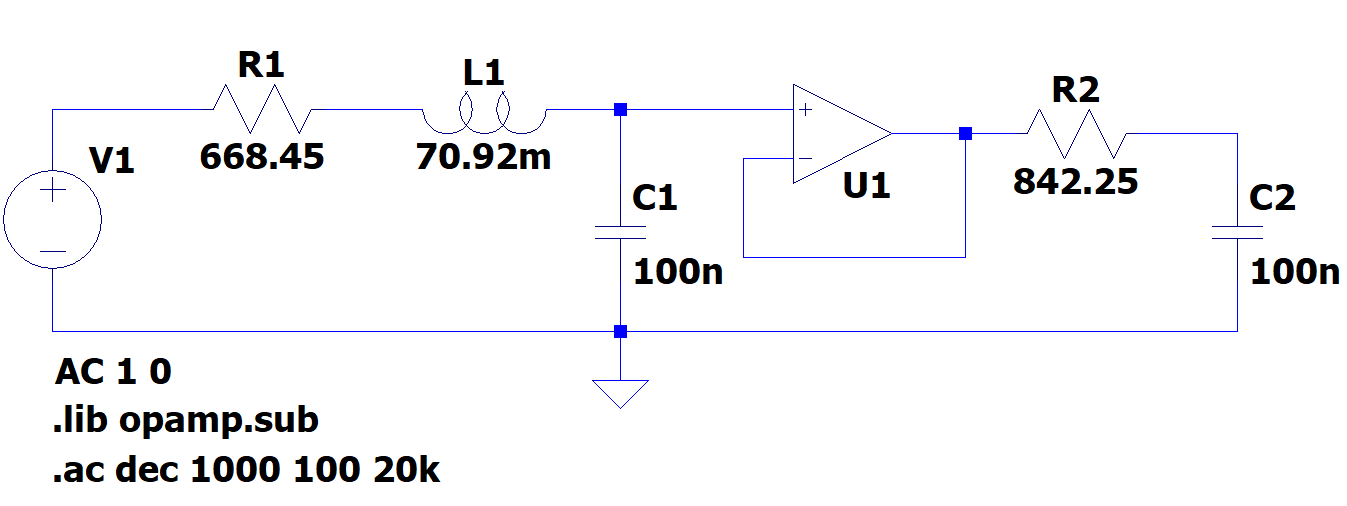 R1
L1
R2
V1
668.45
70.92m
C1
U1
842.25
C2
100n
100n
AC 1 0
.lib opamp.sub
.ac dec 1000 100 20k